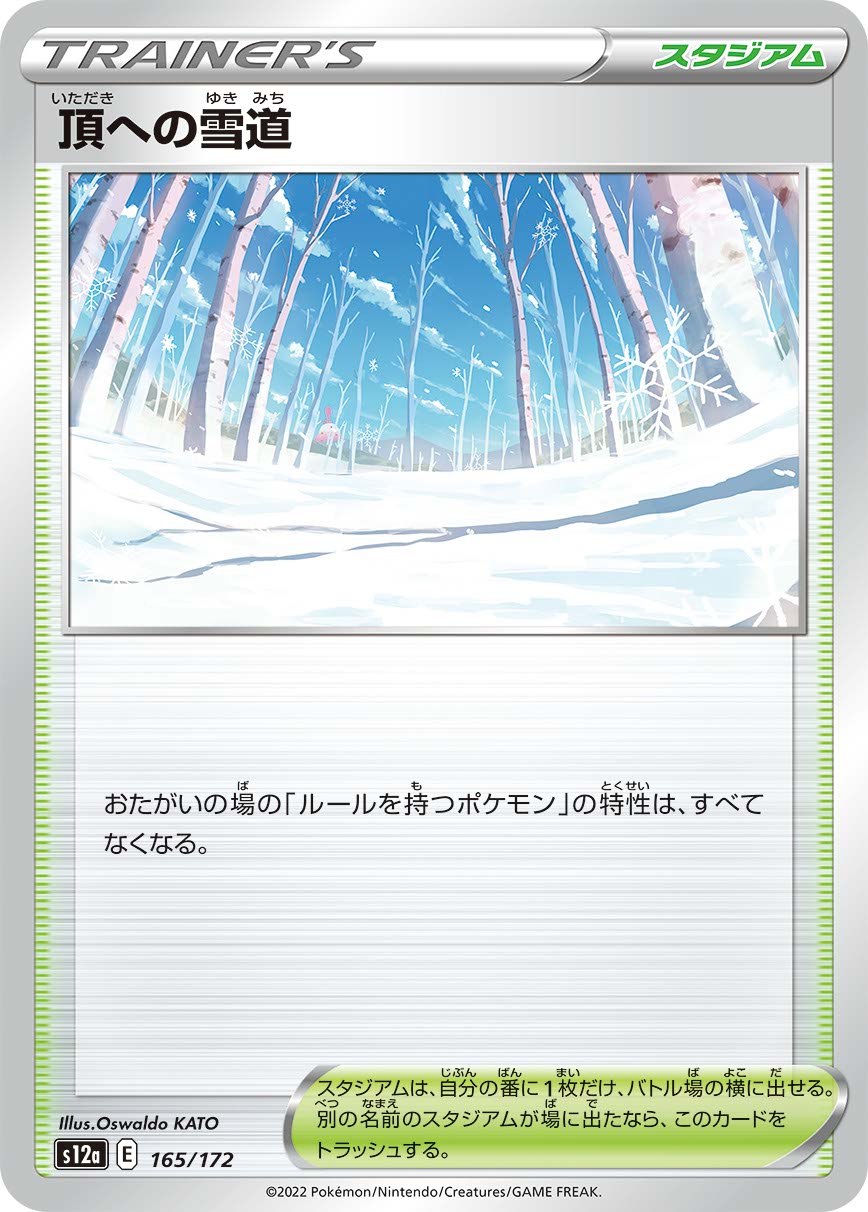 TRAINER'S
スタジアム
いただき ゆき みち
頂への雪道
ば も とくせい
おたがいの場の「ルールを持つポケモン」の特性は、すべて
なくなる。
じぶん ばん まい ば よこ だ
スタジアムは、自分の番に1枚だけ、バトル場の横に出せる。
べつ なまえ ば で
別の名前のスタジアムが場に出たなら、このカードを
トラッシュする。
Illus.Oswaldo KATO
s12a E 165/172
©2022 Pokémon/Nintendo/Creatures/GAME FREAK.